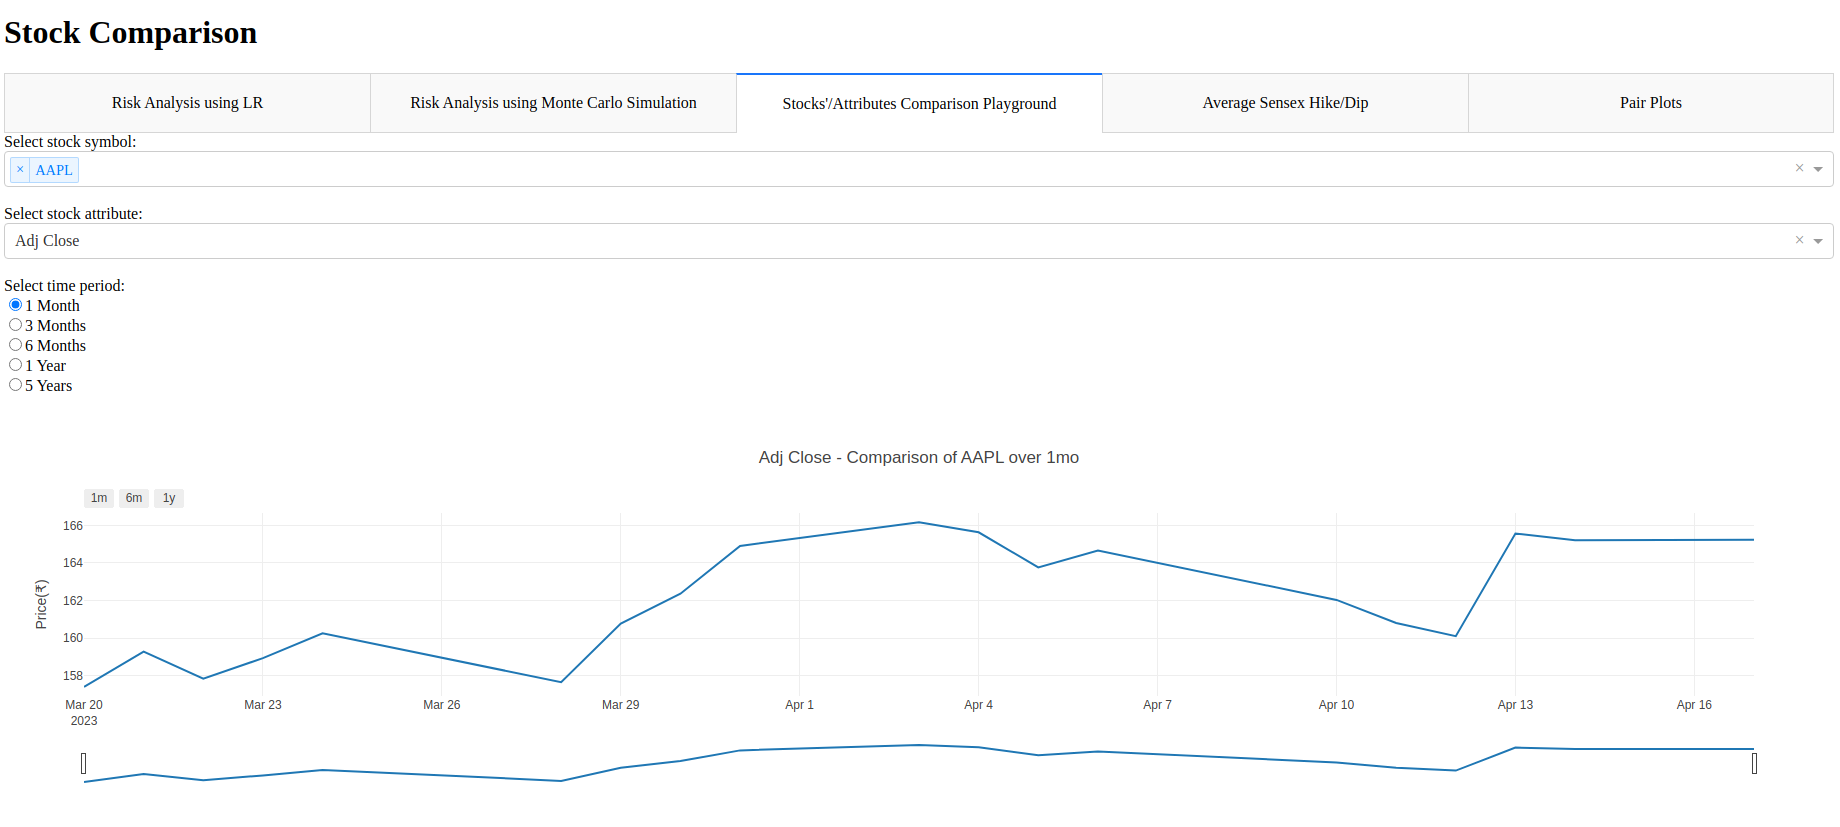 Stock Comparison
Risk Analysis using LR
Risk Analysis using Monte Carlo Simulation
Stocks'/Attributes Comparison Playground
Average Sensex Hike/Dip
Pair Plots
Select stock symbol:
× AAPL
×
Select stock attribute:
Adj Close
×
Select time period:
1 Month
3 Months
6 Months
1 Year
5 Years
Adj Close - Comparison of AAPL over 1mo
1m 6m 1y
Price(₹)
166
164
162
160
158
Mar 20 Mar 23 Mar 26 Mar 29 Apr 1 Apr 4 Apr 7 Apr 10 Apr 13 Apr 16
2023